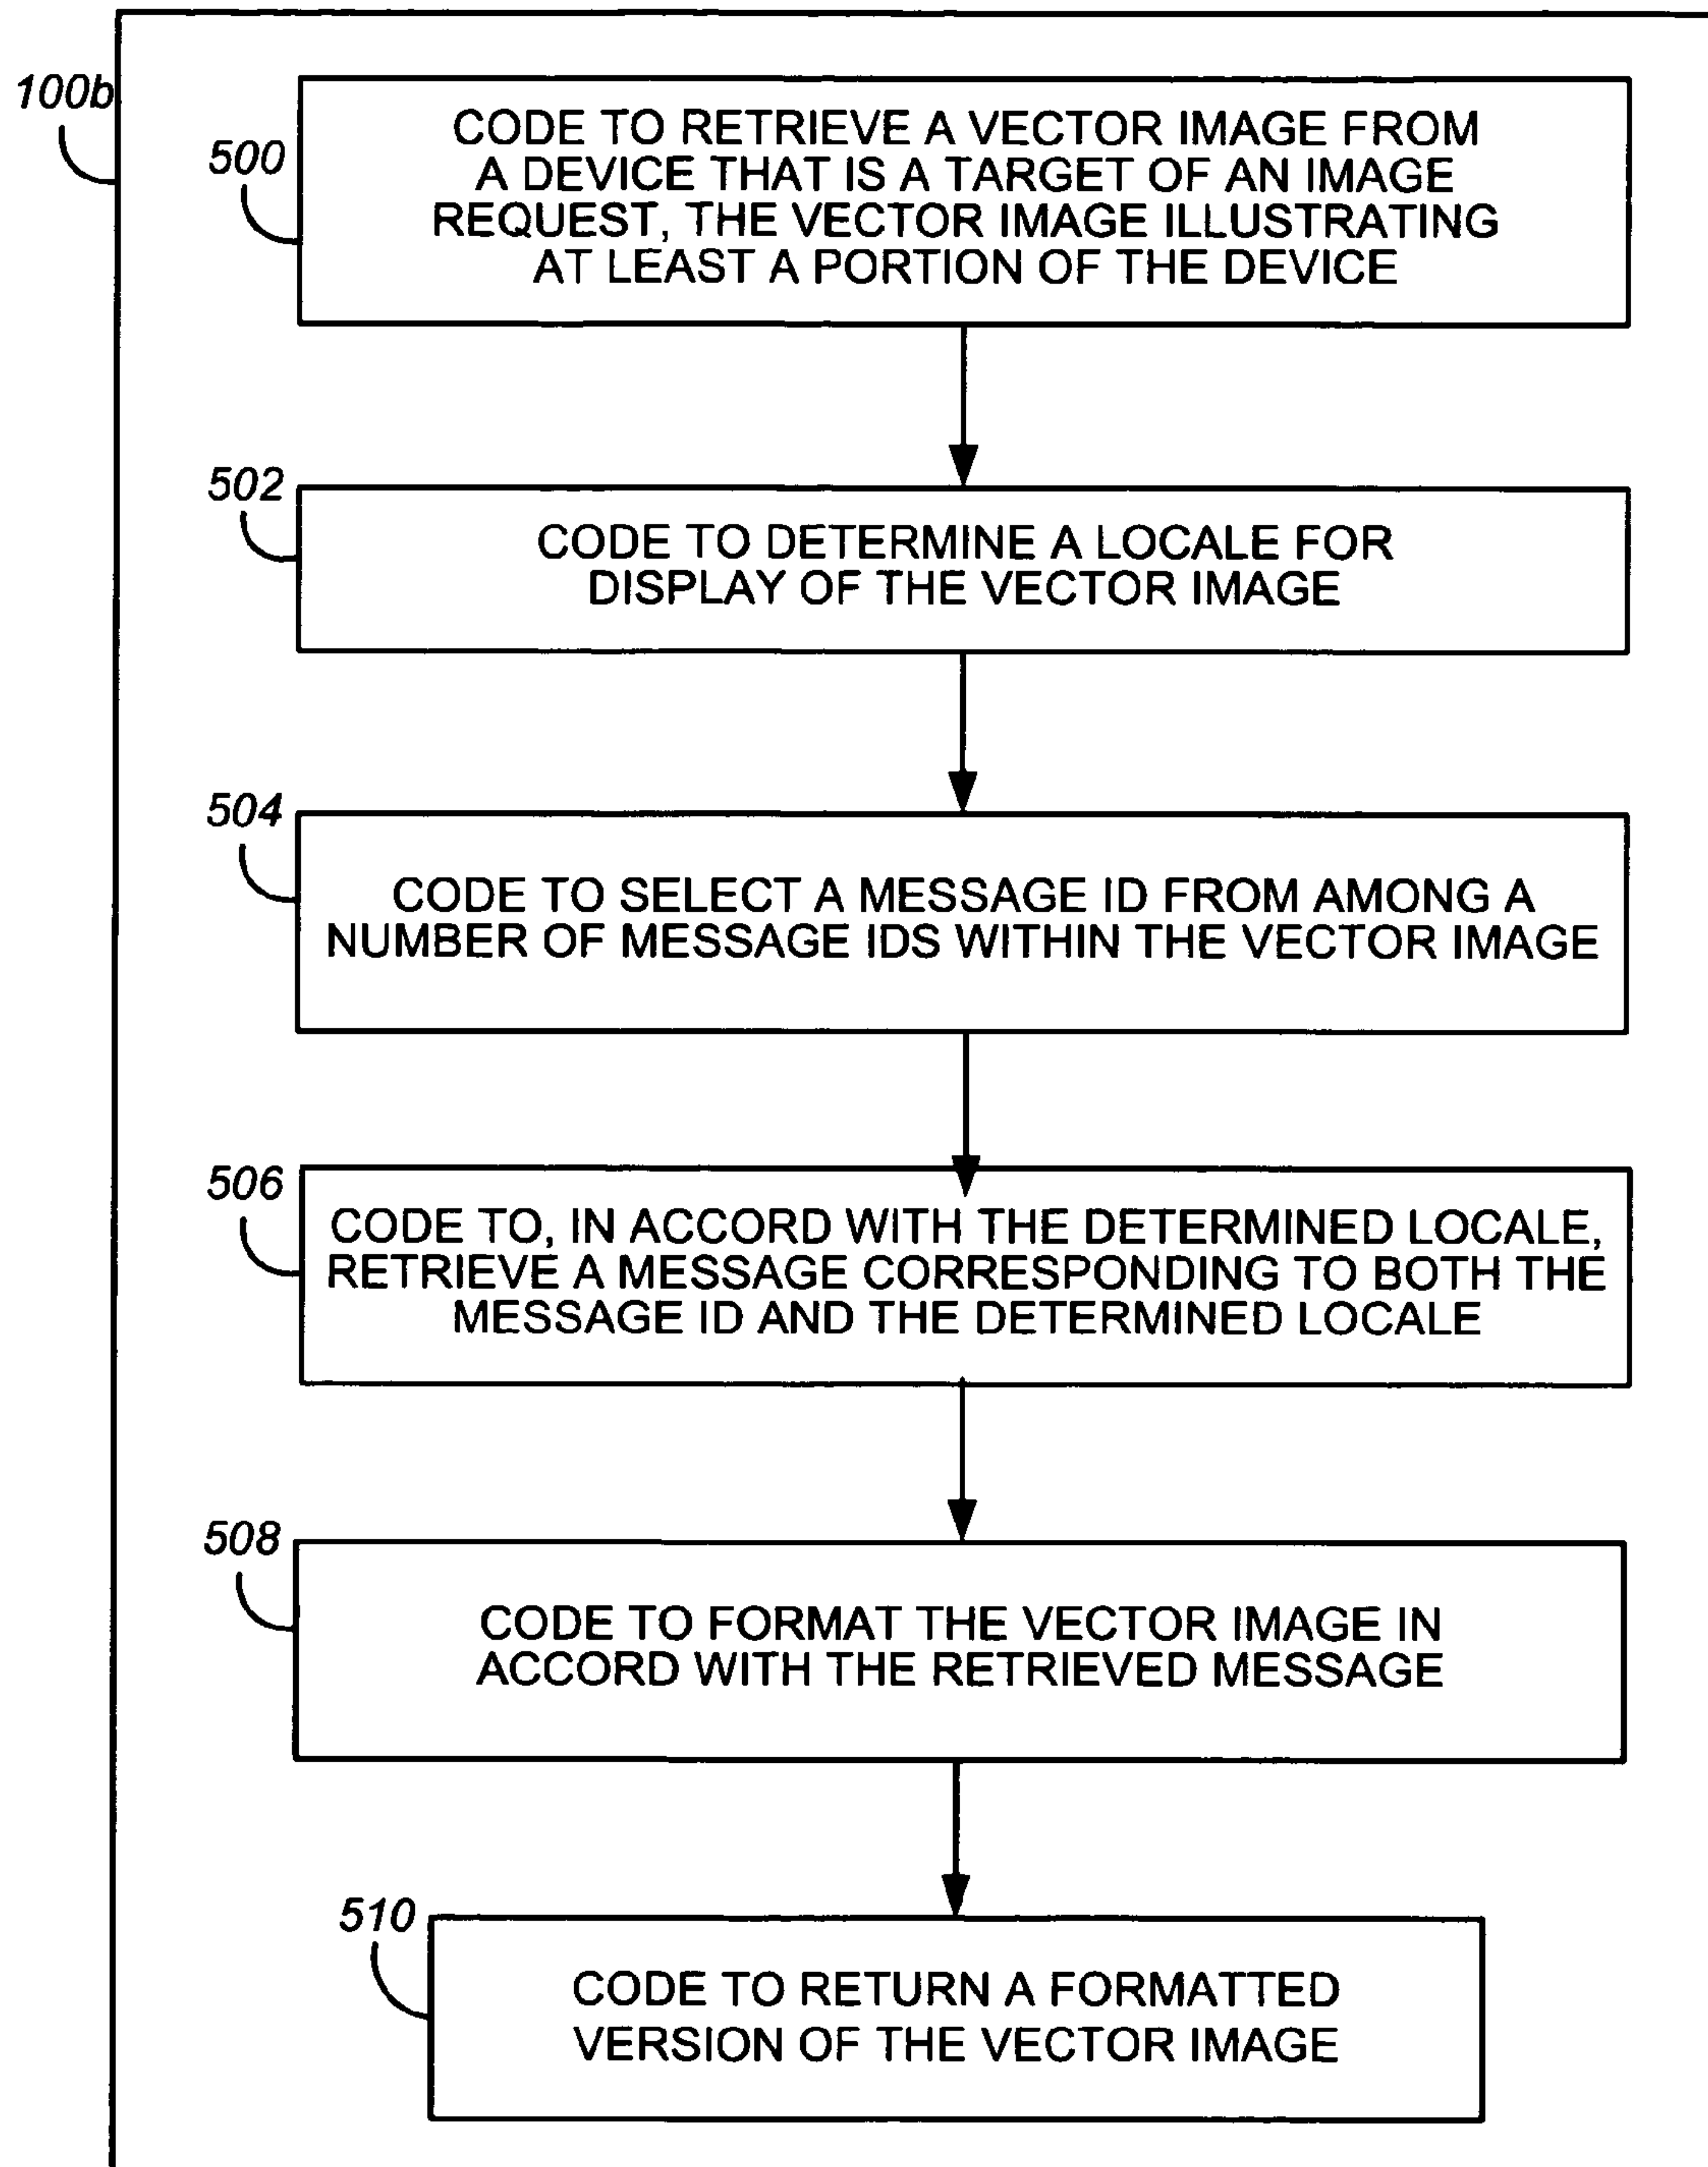 100b
500
CODE TO RETRIEVE A VECTOR IMAGE FROM
A DEVICE THAT IS A TARGET OF AN IMAGE
REQUEST, THE VECTOR IMAGE ILLUSTRATING
AT LEAST A PORTION OF THE DEVICE
502
CODE TO DETERMINE A LOCALE FOR
DISPLAY OF THE VECTOR IMAGE
504
CODE TO SELECT A MESSAGE ID FROM AMONG A
NUMBER OF MESSAGE IDS WITHIN THE VECTOR IMAGE
506
CODE TO, IN ACCORD WITH THE DETERMINED LOCALE,
RETRIEVE A MESSAGE CORRESPONDING TO BOTH THE
MESSAGE ID AND THE DETERMINED LOCALE
508
CODE TO FORMAT THE VECTOR IMAGE IN
ACCORD WITH THE RETRIEVED MESSAGE
510
CODE TO RETURN A FORMATTED
VERSION OF THE VECTOR IMAGE